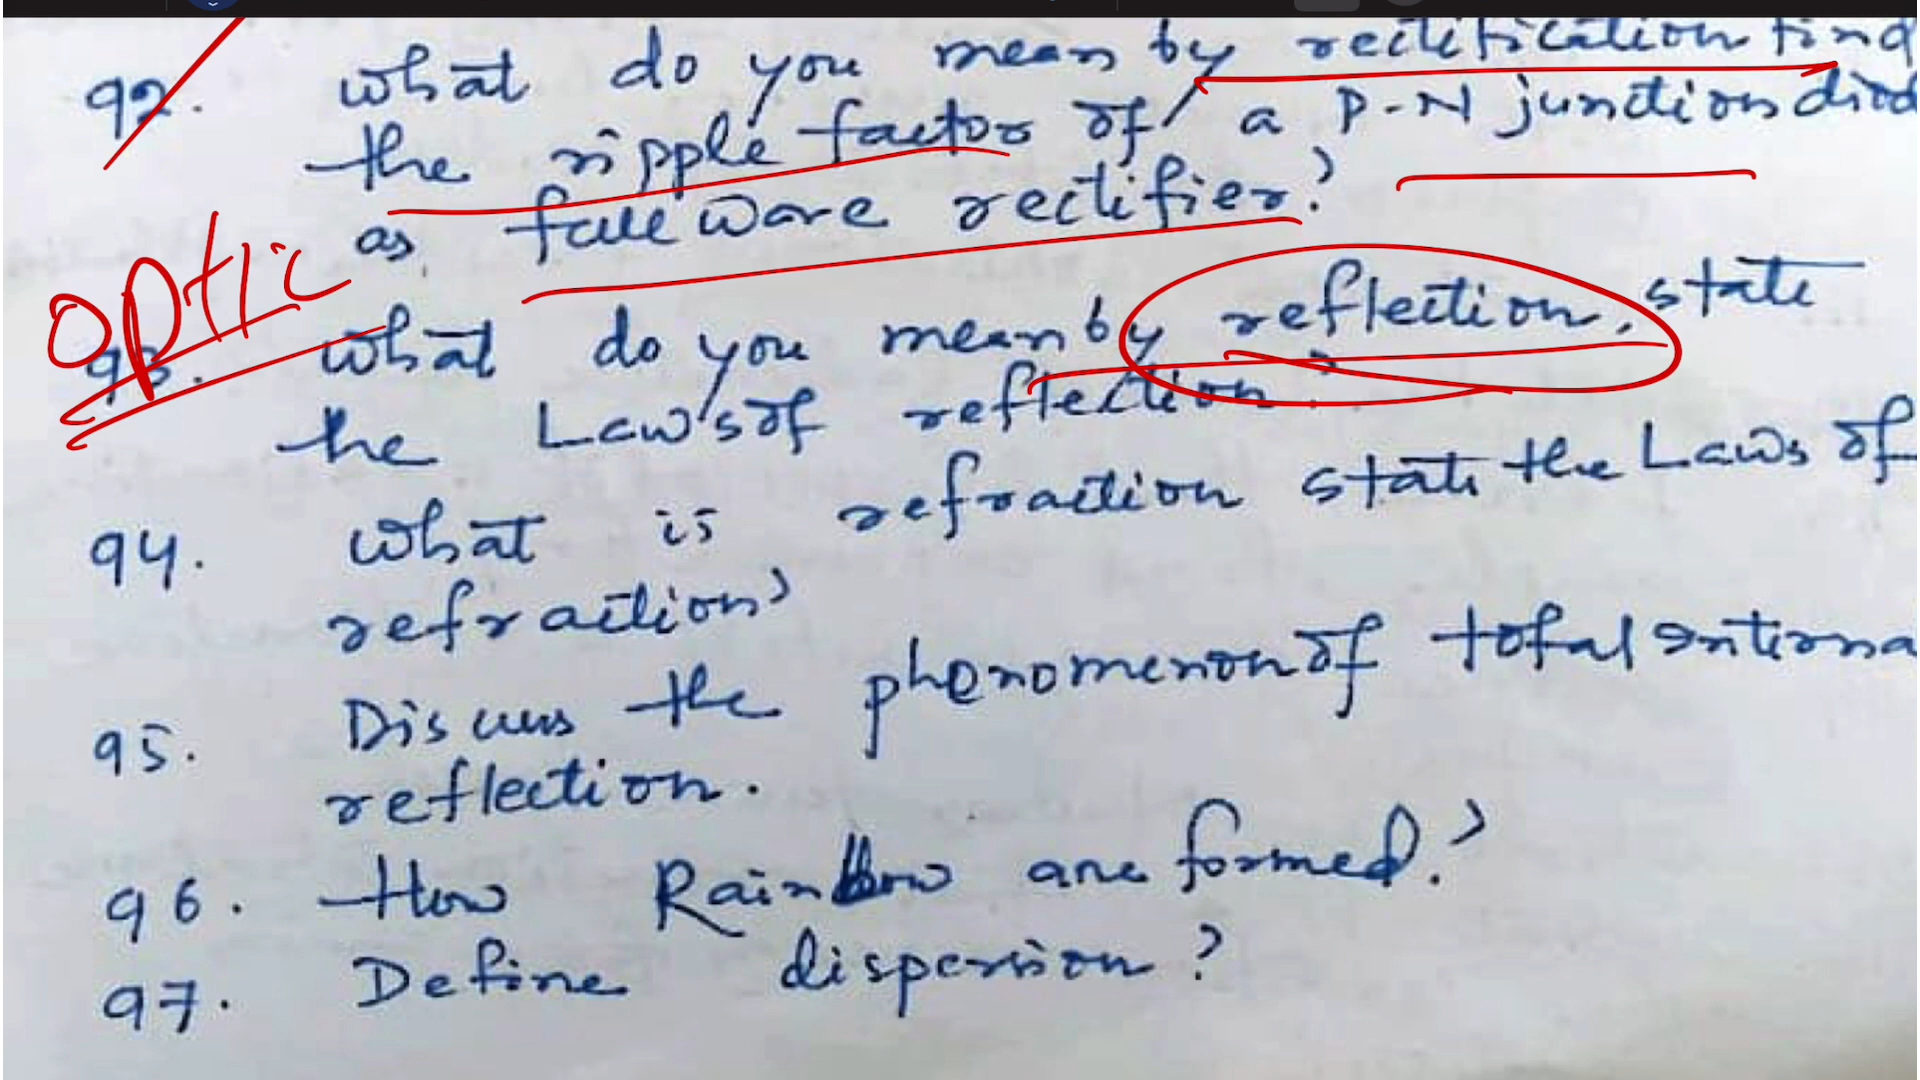 92. what do you mean by rectification find
the ripple factor of a P-N junction diod
as full wave rectifier?
optic
93. what do you mean by reflection, state
the Laws of reflection?
94. what is refraction state the Laws of
refraction?
95. Discuss the phenomenon of total interna
reflection.
96. How Rainbow are formed?
97. Define dispersion?